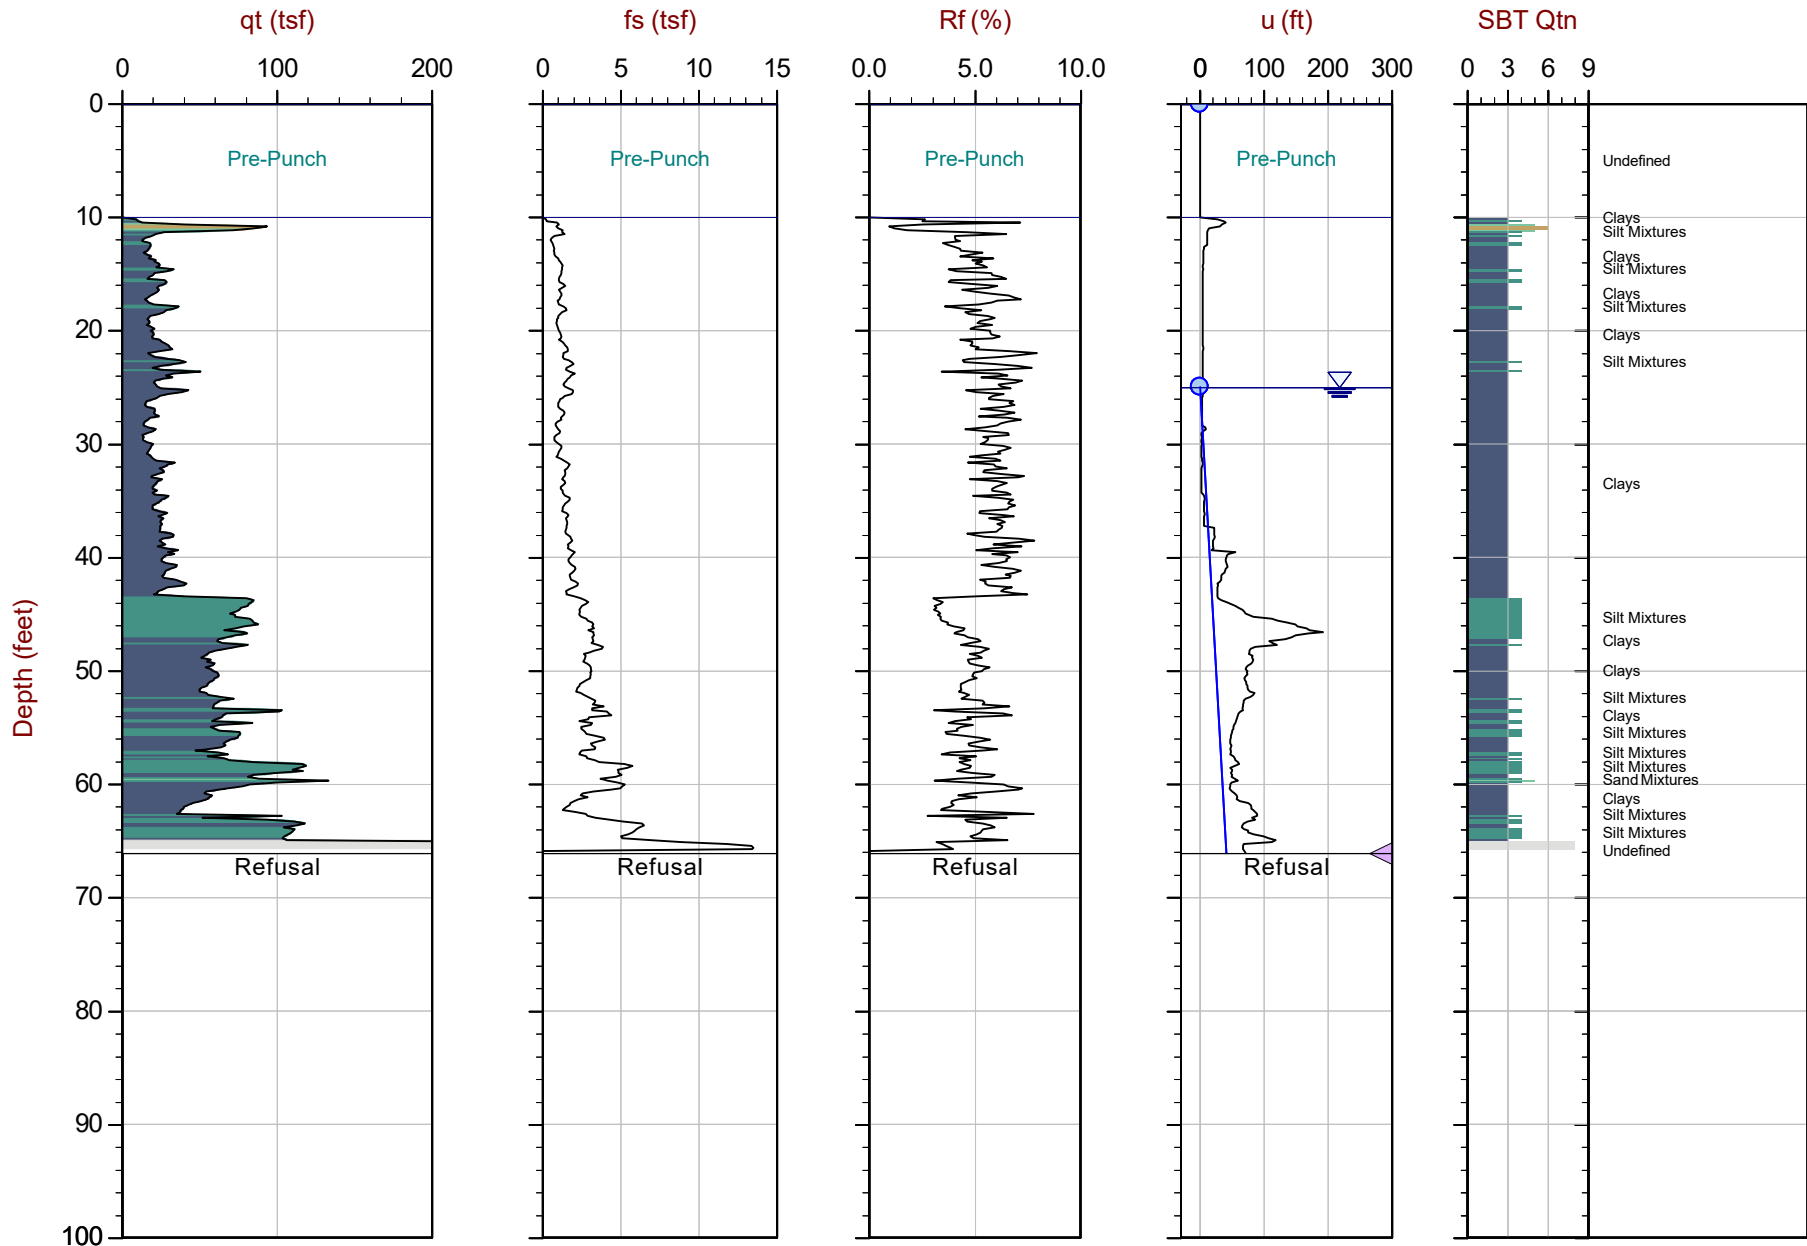 qt (tsf) fs (tsf) Rf (%) u (ft) SBT Qtn
0 100 200 0 5 10 15 0.0 5.0 10.0 0 100 200 300 0 3 6 9
0
Pre-Punch Pre-Punch Pre-Punch Pre-Punch Undefined
10 Clays
Silt Mixtures
Clays
Silt Mixtures
Clays
Silt Mixtures
20 Clays
Silt Mixtures
30
Clays
40
Silt Mixtures
Clays
50 Clays
Silt Mixtures
Clays
Silt Mixtures
Silt Mixtures
Silt Mixtures
60 Sand Mixtures
Clays
Silt Mixtures
Silt Mixtures
Undefined
Refusal Refusal Refusal Refusal
70
80
90
100
Depth (feet)